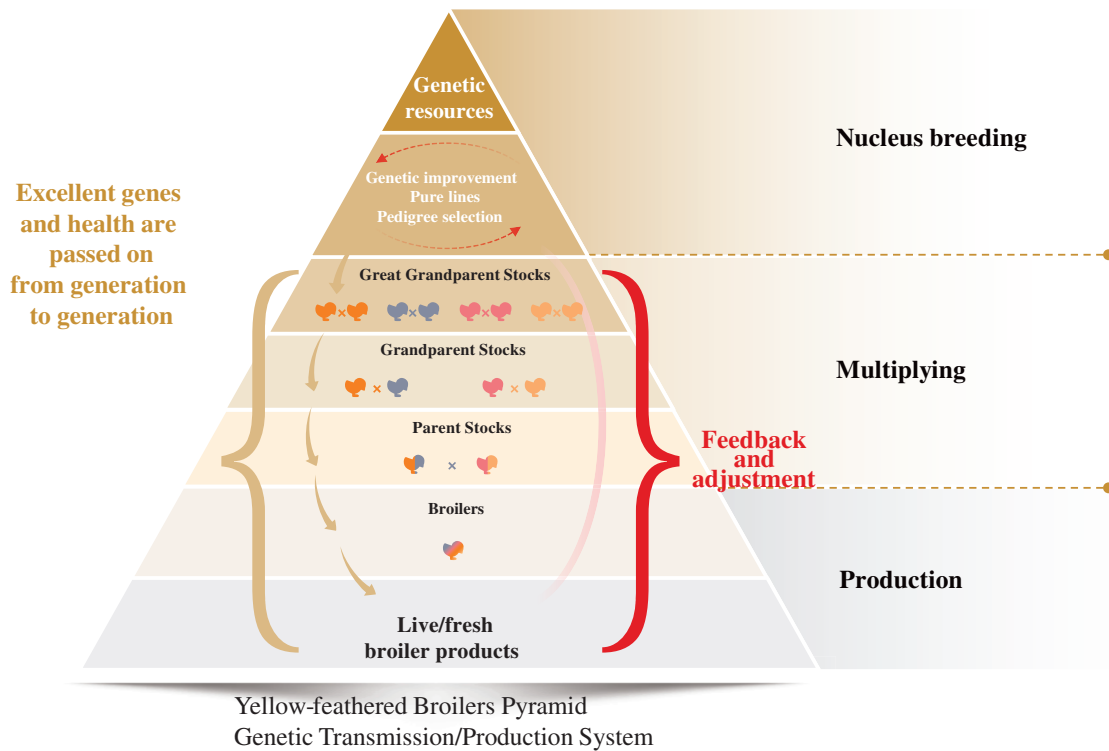 Genetic
resources
Nucleus breeding
Genetic improvement
Pure lines
Pedigree selection
Excellent genes
and health are
passed on
from generation
to generation
Great Grandparent Stocks
× × × ×
Grandparent Stocks
× ×
Multiplying
Parent Stocks
×
Feedback
and
adjustment
Broilers
Production
Live/fresh
broiler products
Yellow-feathered Broilers Pyramid
Genetic Transmission/Production System